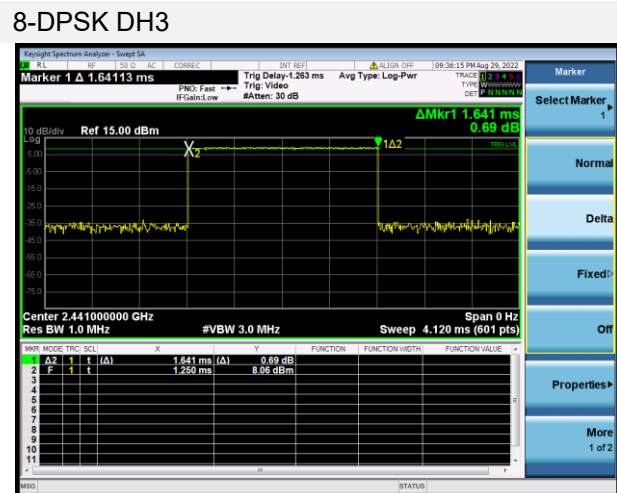 8-DPSK DH3
Keysight Spectrum Analyzer - Swept SA
RL RF 50 Ω AC CORREC INT REF ALIGN OFF 09:36:15 PM Aug 29, 2022
Marker 1 Δ 1.64113 ms
PNO: Fast
IFGain:Low
Trig Delay-1.263 ms
Trig: Video
#Atten: 30 dB
Avg Type: Log-Pwr
TRACE 1 2 3 4 5 6
TYPE WWWWWW
DET P N N N N N
Marker
Select Marker
1
Normal
Delta
Fixed
Off
Properties
More
1 of 2
ΔMkr1 1.641 ms
0.69 dB
10 dB/div Ref 15.00 dBm
Log
5.00
-5.00
-15.0
-25.0
-35.0
-45.0
-55.0
-65.0
-75.0
X2
1Δ2
TRIG LVL
Center 2.441000000 GHz Span 0 Hz
Res BW 1.0 MHz #VBW 3.0 MHz Sweep 4.120 ms (601 pts)
MKR MODE TRC SCL X Y FUNCTION FUNCTION WIDTH FUNCTION VALUE
1 Δ2 1 t (Δ) 1.641 ms (Δ) 0.69 dB
2 F 1 t 1.250 ms 8.06 dBm
3
4
5
6
7
8
9
10
11
MSG STATUS